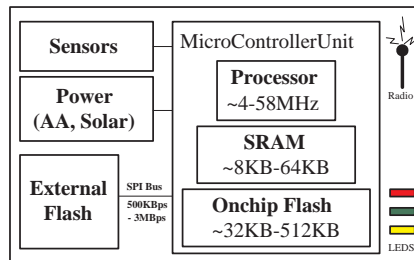 Sensors
Power
(AA, Solar)
External
Flash
SPI Bus
500KBps
- 3MBps
MicroControllerUnit
Processor
~4-58MHz
SRAM
~8KB-64KB
Onchip Flash
~32KB-512KB
Radio
LEDS